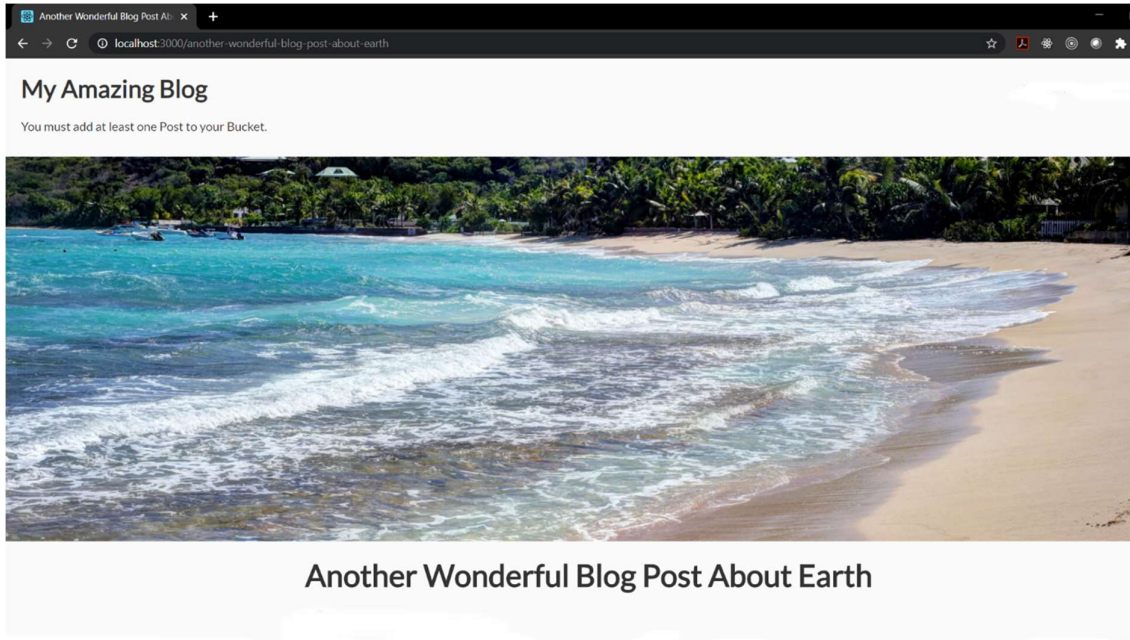 Another Wonderful Blog Post Ab
localhost:3000/another-wonderful-blog-post-about-earth
My Amazing Blog
You must add at least one Post to your Bucket.
Another Wonderful Blog Post About Earth